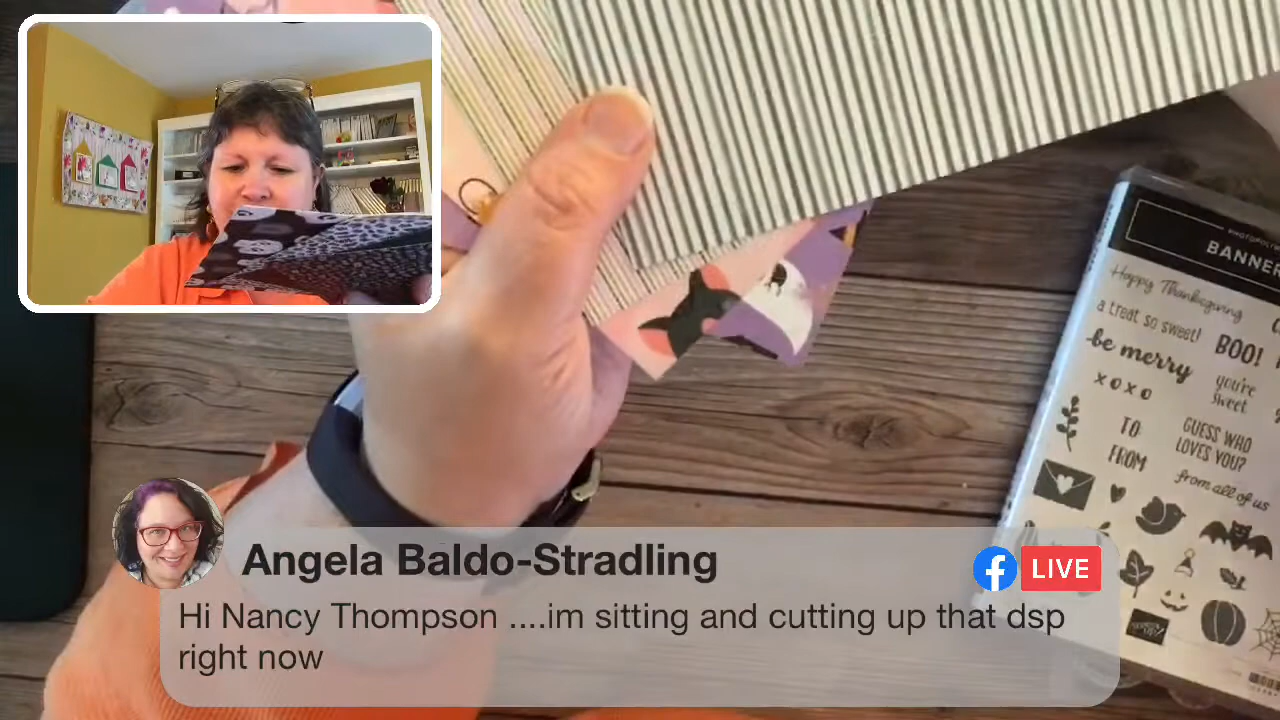 PHOTOPOLY
BANNER
Happy Thanksgiving
a treat so sweet!
BOO!
be merry
you're
sweet
xoxo
TO
FROM
GUESS WHO
LOVES YOU?
from all of us
Angela Baldo-Stradling
LIVE
Hi Nancy Thompson ....im sitting and cutting up that dsp
right now